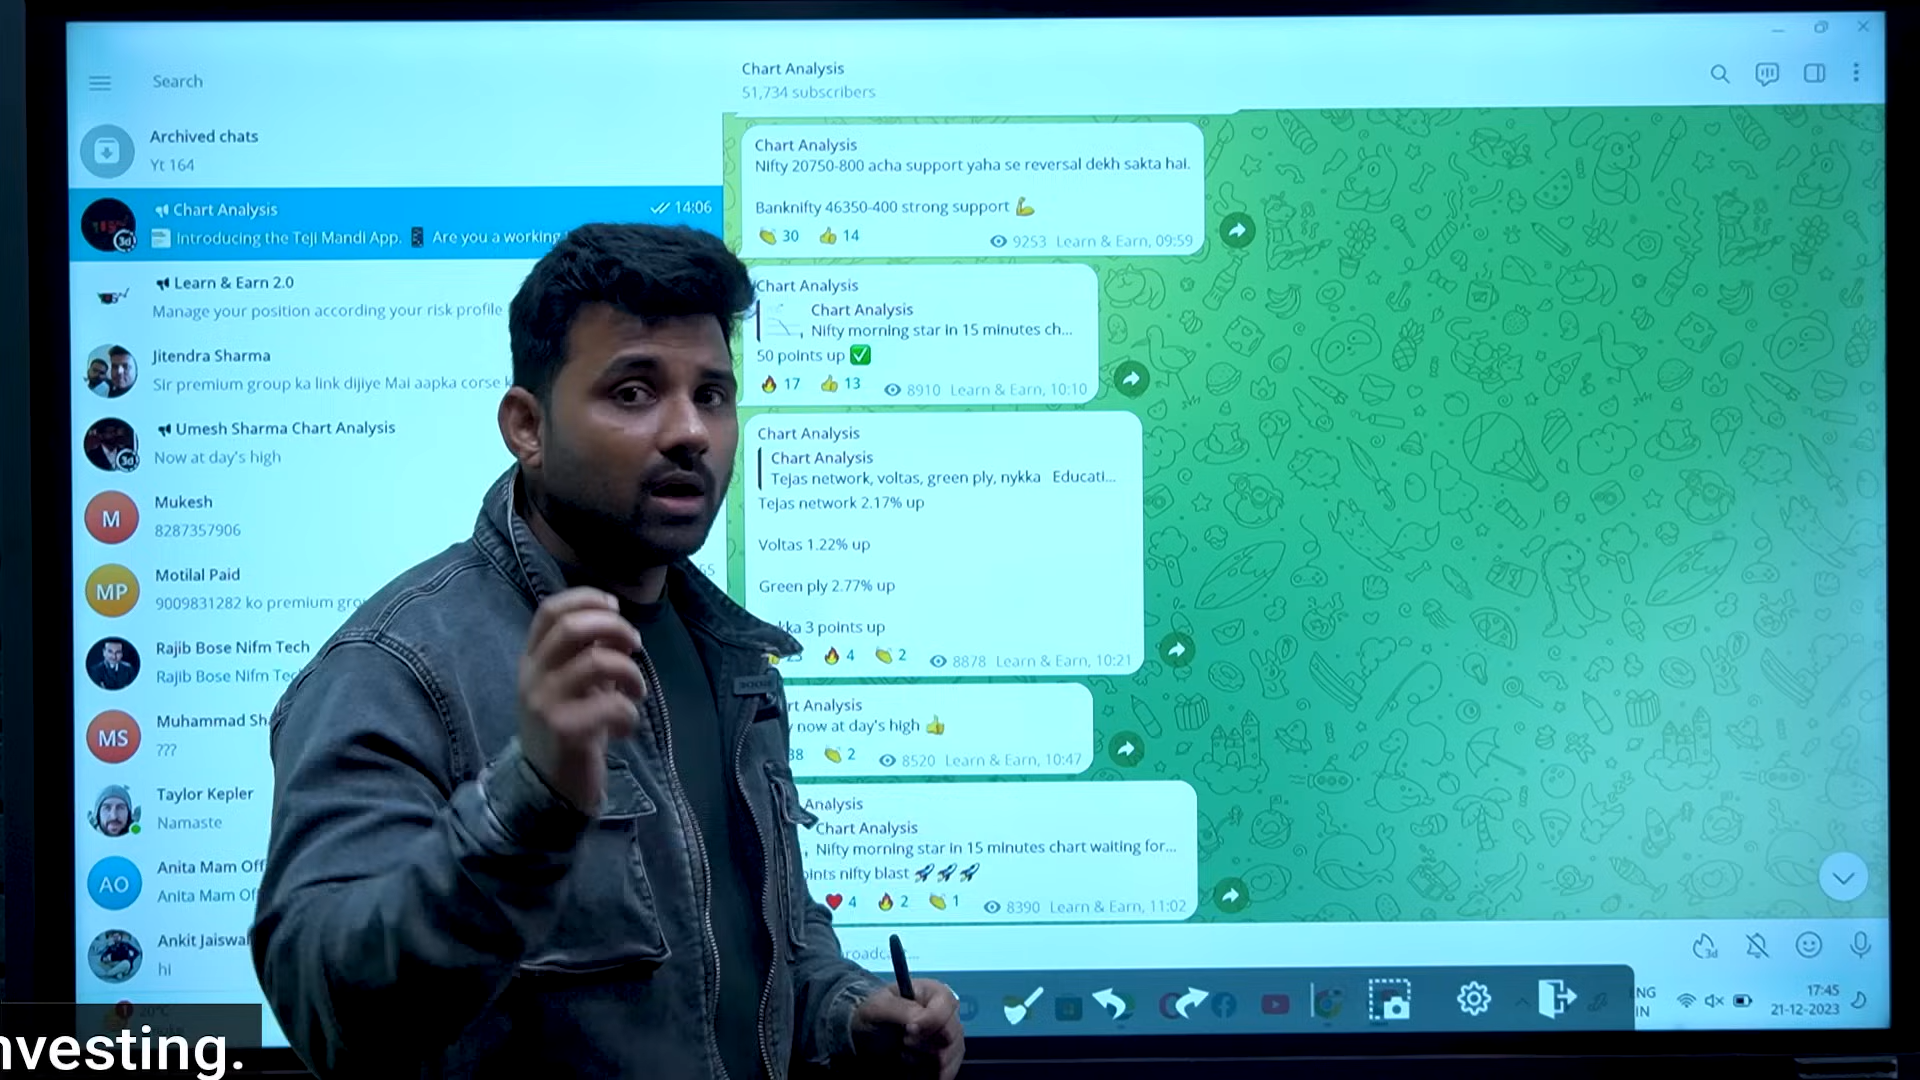 Search
Archived chats
Yt 164
Chart Analysis
14:06
Introducing the Teji Mandi App.
Are you a working
Learn & Earn 2.0
Manage your position according your risk profile
Jitendra Sharma
Sir premium group ka link dijiye Mai aapka corse
Umesh Sharma Chart Analysis
Now at day's high
M
Mukesh
8287357906
MP
Motilal Paid
9009831282 ko premium
Rajib Bose Nifm Tech
Rajib Bose Nifm
MS
Muhammad
???
Taylor Kepler
Namaste
AO
Anita Mam
Anita Mam
Ankit
hi
Chart Analysis
51,734 subscribers
Chart Analysis
Nifty 20750-800 acha support yaha se reversal dekh sakta hai.
Banknifty 46350-400 strong support 💪
👏 30 👍 14 9253 Learn & Earn, 09:59
Chart Analysis
Chart Analysis
Nifty morning star in 15 minutes ch...
50 points up ✅
🔥 17 👍 13 8910 Learn & Earn, 10:10
Chart Analysis
Chart Analysis
Tejas network, voltas, green ply, nykka Educati...
Tejas network 2.17% up
Voltas 1.22% up
Green ply 2.77% up
3 points up
🔥 4 👏 2 8878 Learn & Earn, 10:21
Analysis
now at day's high 👍
👏 2 8520 Learn & Earn, 10:47
Analysis
Chart Analysis
Nifty morning star in 15 minutes chart waiting for...
nifty blast 🚀🚀🚀
❤️ 4 🔥 2 👏 1 8390 Learn & Earn, 11:02
ENG
IN
17:45
21-12-2023